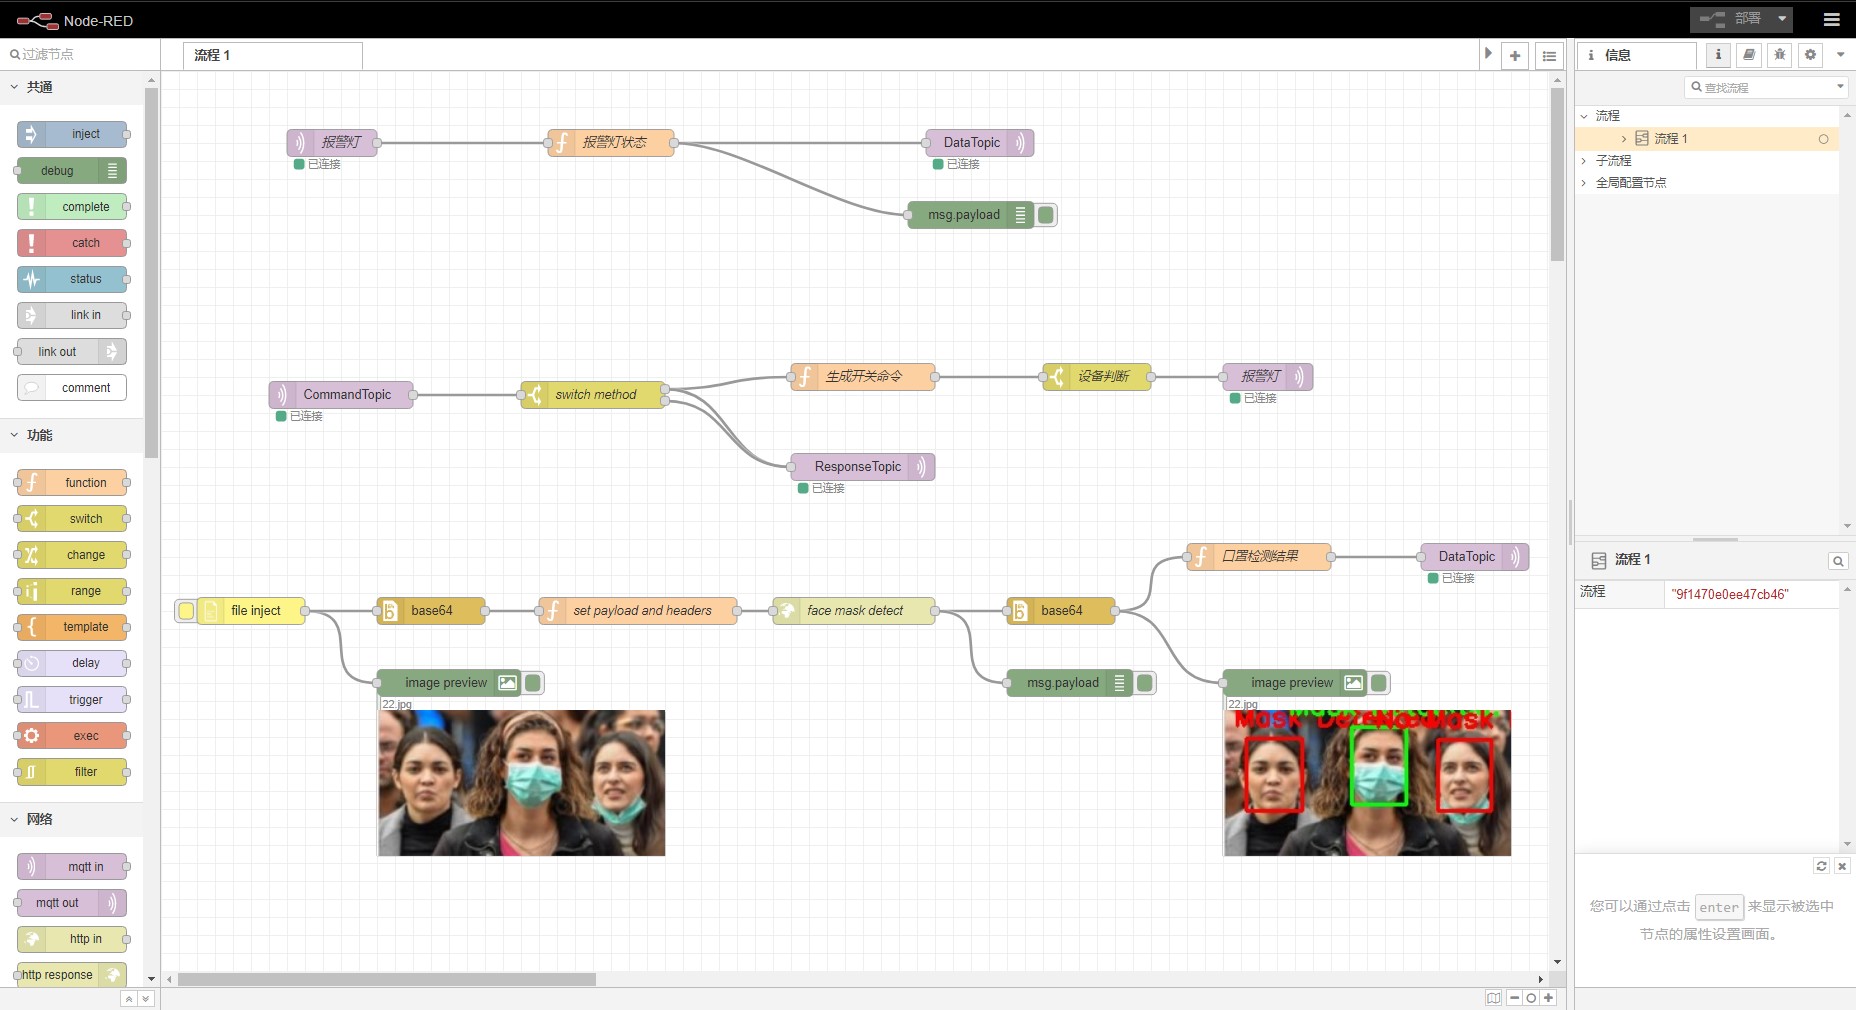 Node-RED
部署
过滤节点
流程 1
信息
查找流程
共通
inject
debug
complete
catch
status
link in
link out
comment
功能
function
switch
change
range
template
delay
trigger
exec
filter
网络
mqtt in
mqtt out
http in
http response
报警灯
已连接
报警灯状态
DataTopic
已连接
msg.payload
CommandTopic
已连接
switch method
生成开关命令
设备判断
报警灯
已连接
ResponseTopic
已连接
口罩检测结果
DataTopic
已连接
file inject
base64
set payload and headers
face mask detect
base64
image preview
22.jpg
msg.payload
image preview
22.jpg
Mask
No Mask
流程
流程 1
子流程
全局配置节点
流程 1
流程
"9f1470e0ee47cb46"
您可以通过点击 enter 来显示被选中
节点的属性设置画面。